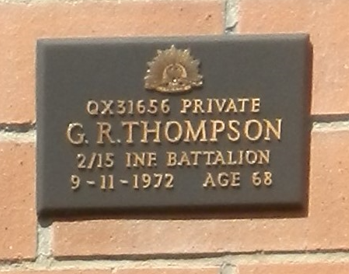 QX31656 PRIVATE
G. R. THOMPSON
2/15 INF BATTALION
9-11-1972 AGE 68